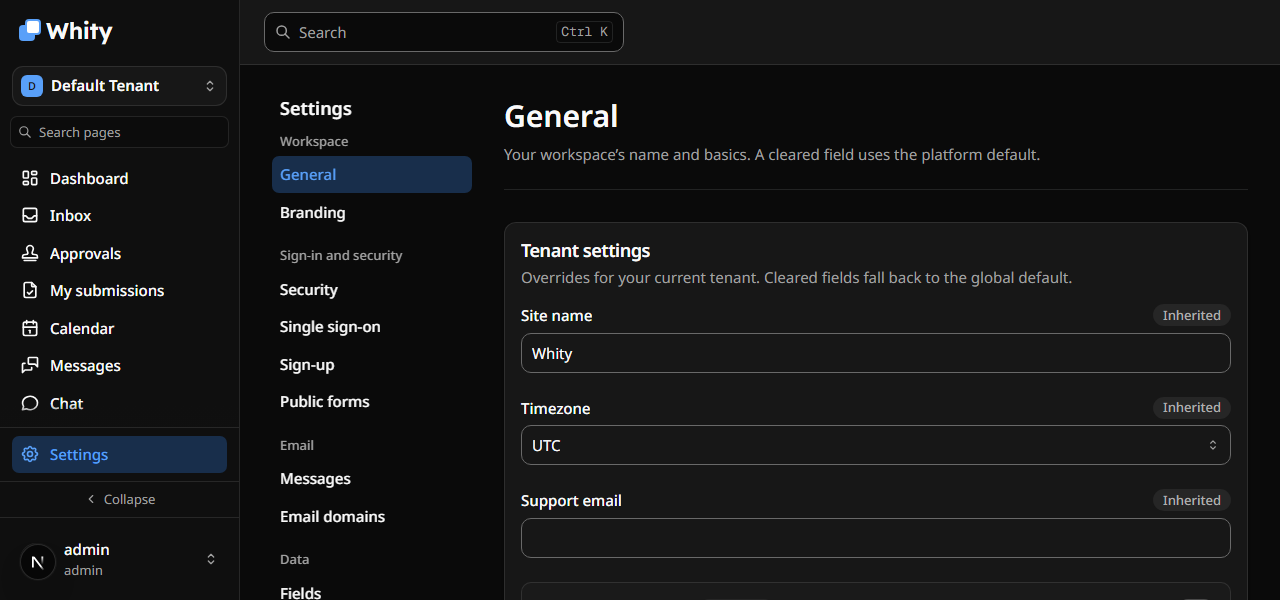 Whity
D Default Tenant
Search pages
Dashboard
Inbox
Approvals
My submissions
Calendar
Messages
Chat
Settings
Collapse
N
admin
admin
Search Ctrl K
Settings
Workspace
General
Branding
Sign-in and security
Security
Single sign-on
Sign-up
Public forms
Email
Messages
Email domains
Data
Fields
General
Your workspace’s name and basics. A cleared field uses the platform default.
Tenant settings
Overrides for your current tenant. Cleared fields fall back to the global default.
Site name Inherited
Whity
Timezone Inherited
UTC
Support email Inherited